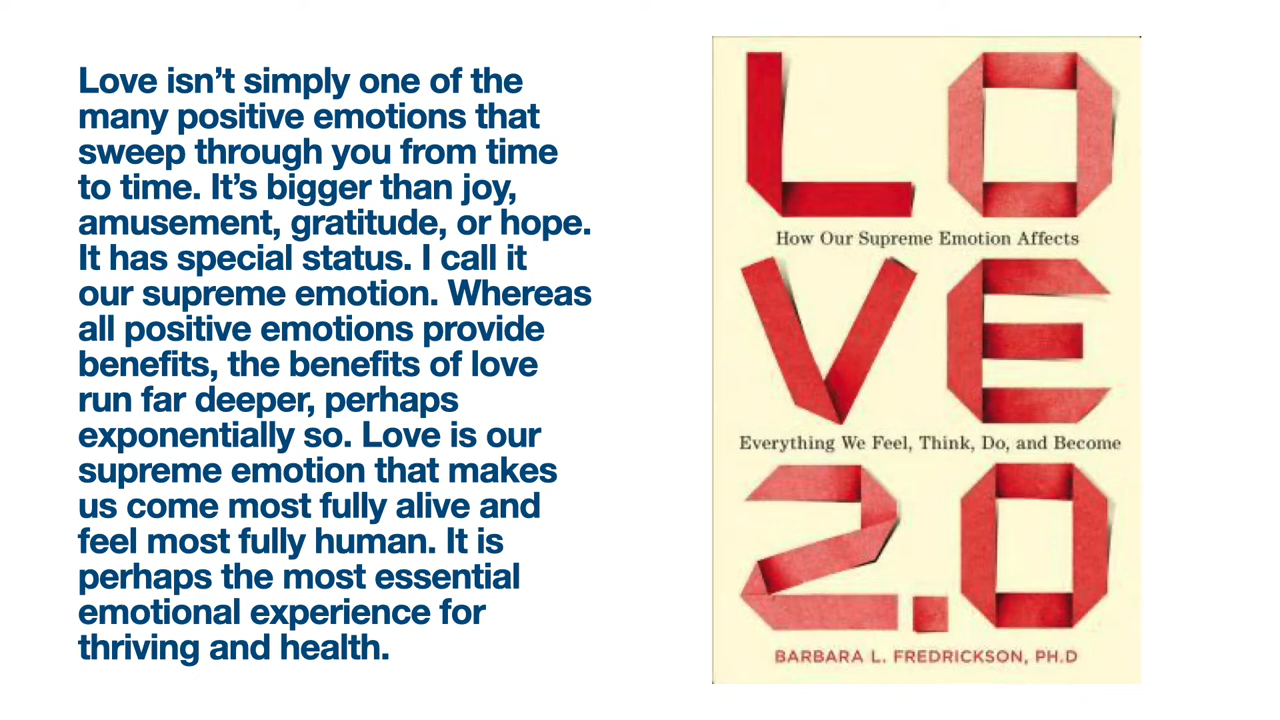 Love isn’t simply one of the
many positive emotions that
sweep through you from time
to time. It’s bigger than joy,
amusement, gratitude, or hope.
It has special status. I call it
our supreme emotion. Whereas
all positive emotions provide
benefits, the benefits of love
run far deeper, perhaps
exponentially so. Love is our
supreme emotion that makes
us come most fully alive and
feel most fully human. It is
perhaps the most essential
emotional experience for
thriving and health.
LO
How Our Supreme Emotion Affects
VE
Everything We Feel, Think, Do, and Become
2.0
BARBARA L. FREDRICKSON, PH.D